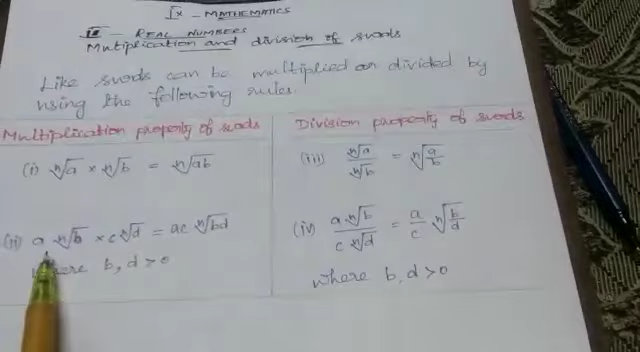 IX - MATHEMATICS
II - REAL NUMBERS
Mutiplication and division of surds
Like surds can be multiplied or divided by
using the following rules.
Multiplication property of surds
(i) ⁿ√a × ⁿ√b = ⁿ√ab
(ii) a ⁿ√b × c ⁿ√d = ac ⁿ√bd
where b, d > 0
Division property of surds
(iii) ⁿ√a / ⁿ√b = ⁿ√(a/b)
(iv) a ⁿ√b / c ⁿ√d = a/c ⁿ√(b/d)
where b, d > 0